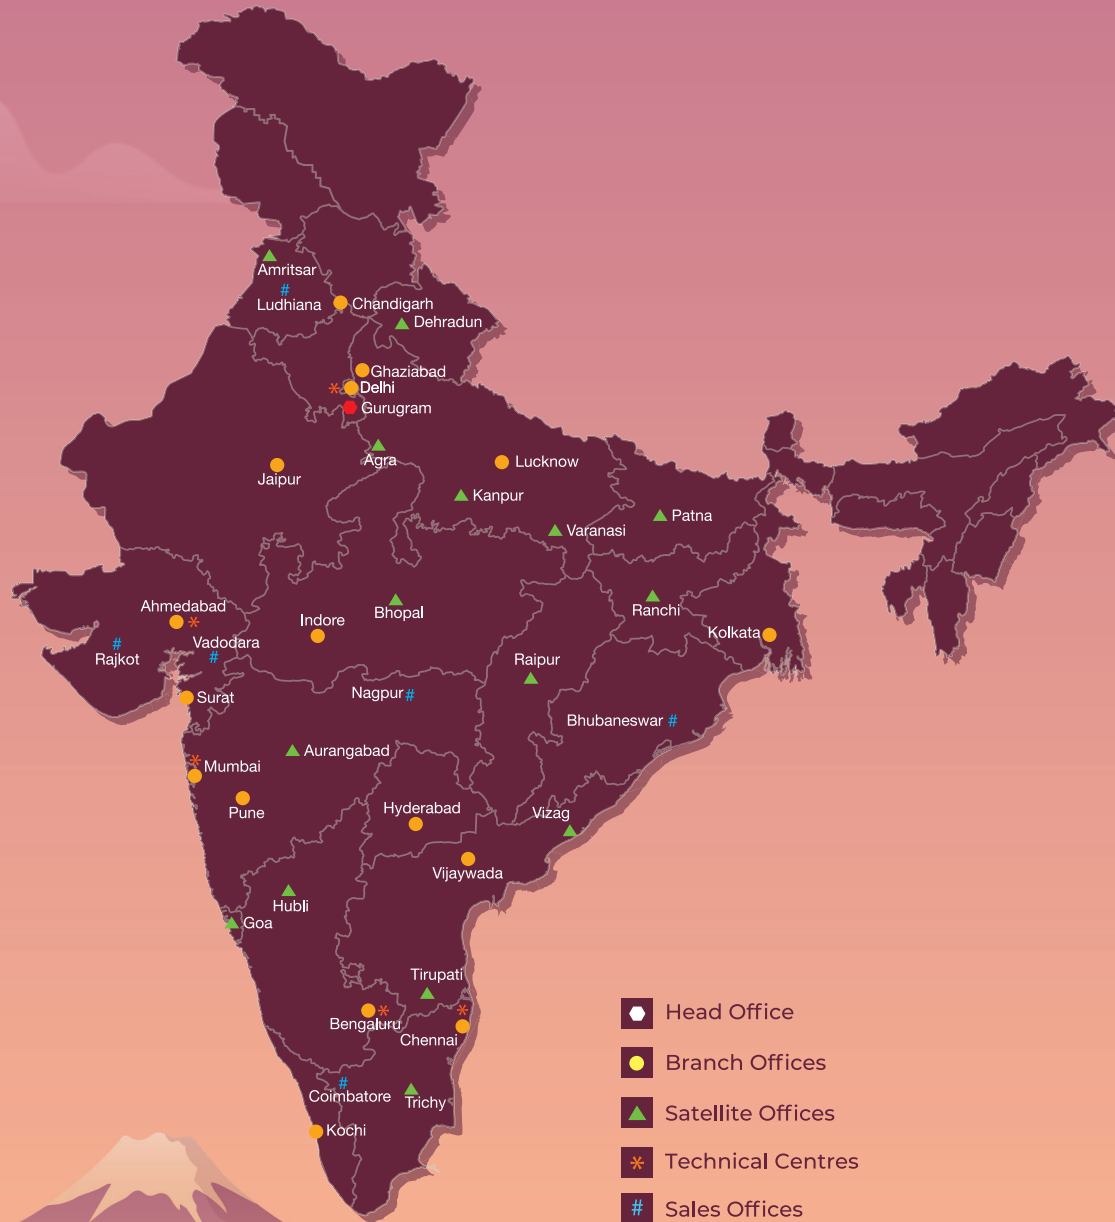 Amritsar
#
Ludhiana
Chandigarh
Dehradun
Ghaziabad
* Delhi
Gurugram
Agra
Lucknow
Jaipur
Kanpur
Patna
Varanasi
Ahmedabad
*
Bhopal
Ranchi
Indore
Kolkata
#
Rajkot
Vadodara
#
Raipur
Surat
Nagpur #
Bhubaneswar #
Aurangabad
*
Mumbai
Pune
Hyderabad
Vizag
Vijaywada
Hubli
Goa
Tirupati
Bengaluru
*
*
Chennai
#
Coimbatore
Trichy
Kochi
Head Office
Branch Offices
Satellite Offices
* Technical Centres
# Sales Offices